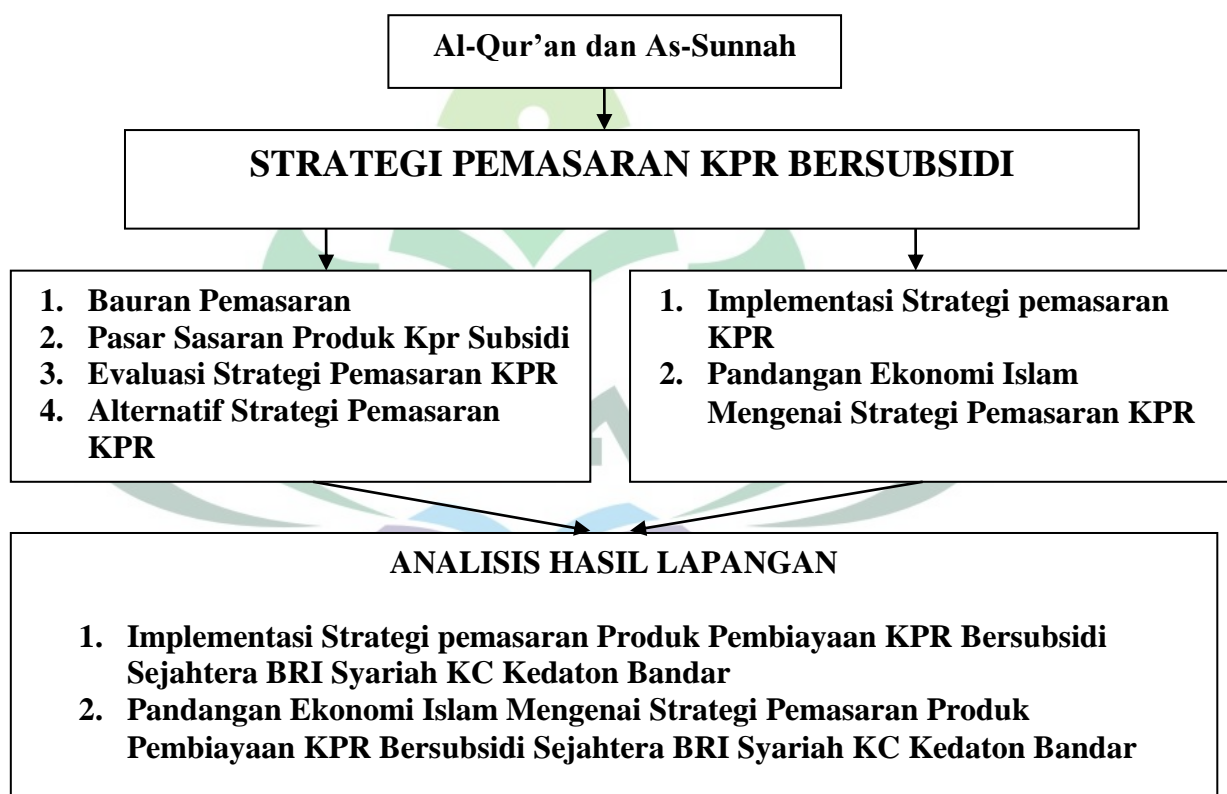 Al-Qur’an dan As-Sunnah
STRATEGI PEMASARAN KPR BERSUBSIDI
1. Bauran Pemasaran
2. Pasar Sasaran Produk Kpr Subsidi
3. Evaluasi Strategi Pemasaran KPR
4. Alternatif Strategi Pemasaran
KPR
1. Implementasi Strategi pemasaran
KPR
2. Pandangan Ekonomi Islam
Mengenai Strategi Pemasaran KPR
ANALISIS HASIL LAPANGAN
1. Implementasi Strategi pemasaran Produk Pembiayaan KPR Bersubsidi
Sejahtera BRI Syariah KC Kedaton Bandar
2. Pandangan Ekonomi Islam Mengenai Strategi Pemasaran Produk
Pembiayaan KPR Bersubsidi Sejahtera BRI Syariah KC Kedaton Bandar